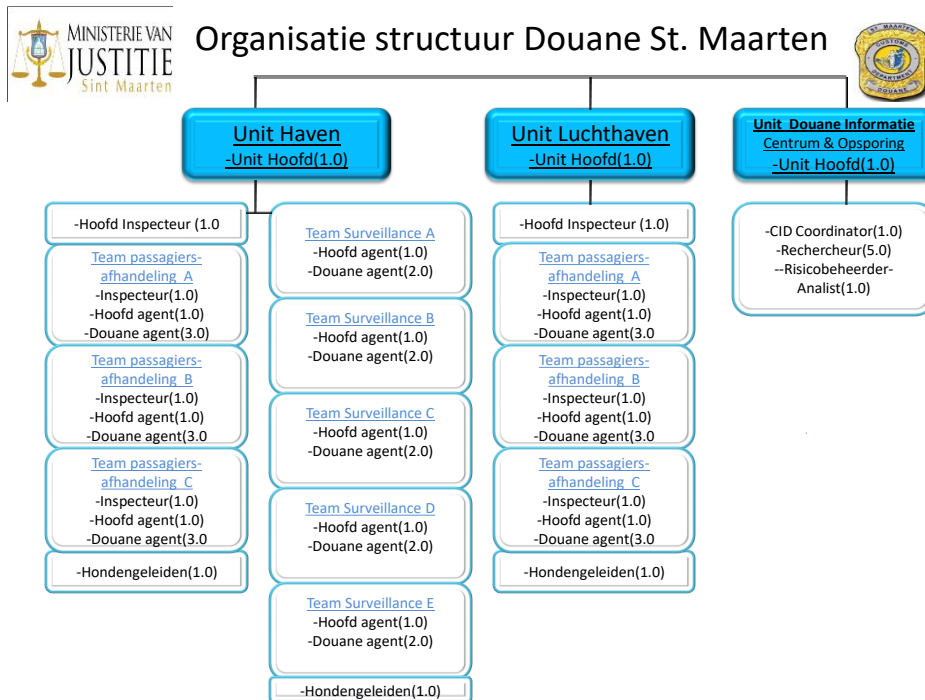 MINISTERIE VAN
JUSTITIE
Sint Maarten
Organisatie structuur Douane St. Maarten
ST. MAARTEN
CUSTOMS
DEPARTMENT
DOUANE
Unit Haven
-Unit Hoofd(1.0)
Unit Luchthaven
-Unit Hoofd(1.0)
Unit Douane Informatie
Centrum & Opsporing
-Unit Hoofd(1.0)
-Hoofd Inspecteur (1.0
Team passagiers-
afhandeling A
-Inspecteur(1.0)
-Hoofd agent(1.0)
-Douane agent(3.0)
Team passagiers-
afhandeling B
-Inspecteur(1.0)
-Hoofd agent(1.0)
-Douane agent(3.0
Team passagiers-
afhandeling C
-Inspecteur(1.0)
-Hoofd agent(1.0)
-Douane agent(3.0
-Hondengeleiden(1.0)
Team Surveillance A
-Hoofd agent(1.0)
-Douane agent(2.0)
Team Surveillance B
-Hoofd agent(1.0)
-Douane agent(2.0)
Team Surveillance C
-Hoofd agent(1.0)
-Douane agent(2.0)
Team Surveillance D
-Hoofd agent(1.0)
-Douane agent(2.0)
Team Surveillance E
-Hoofd agent(1.0)
-Douane agent(2.0)
-Hondengeleiden(1.0)
-Hoofd Inspecteur(1.0)
Team passagiers-
afhandeling A
-Inspecteur(1.0)
-Hoofd agent(1.0)
-Douane agent(3.0
Team passagiers-
afhandeling B
-Inspecteur(1.0)
-Hoofd agent(1.0)
-Douane agent(3.0
Team passagiers-
afhandeling C
-Inspecteur(1.0)
-Hoofd agent(1.0)
-Douane agent(3.0
-Hondengeleiden(1.0)
-CID Coordinator(1.0)
-Rechercheur(5.0)
--Risicobeheerder-
Analist(1.0)